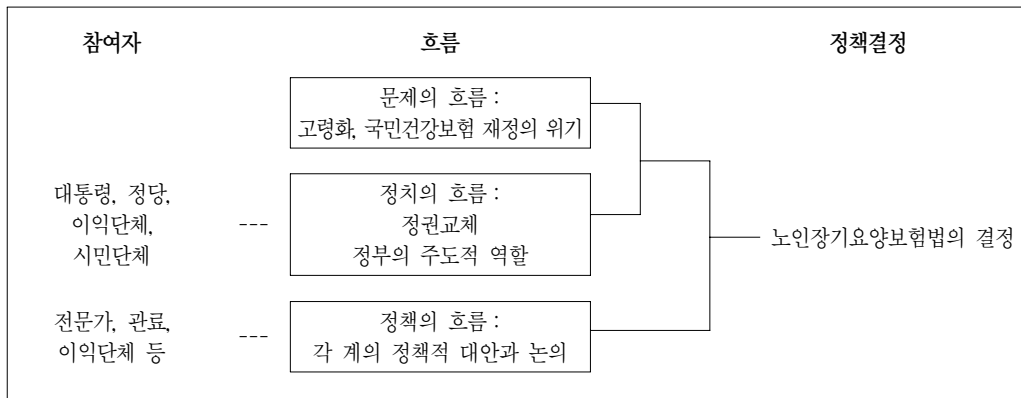 참여자 흐름 정책결정
문제의 흐름 :
고령화, 국민건강보험 재정의 위기
대통령, 정당,
이익단체,
시민단체
---
정치의 흐름 :
정권교체
정부의 주도적 역할
노인장기요양보험법의 결정
전문가, 관료,
이익단체 등
---
정책의 흐름 :
각 계의 정책적 대안과 논의